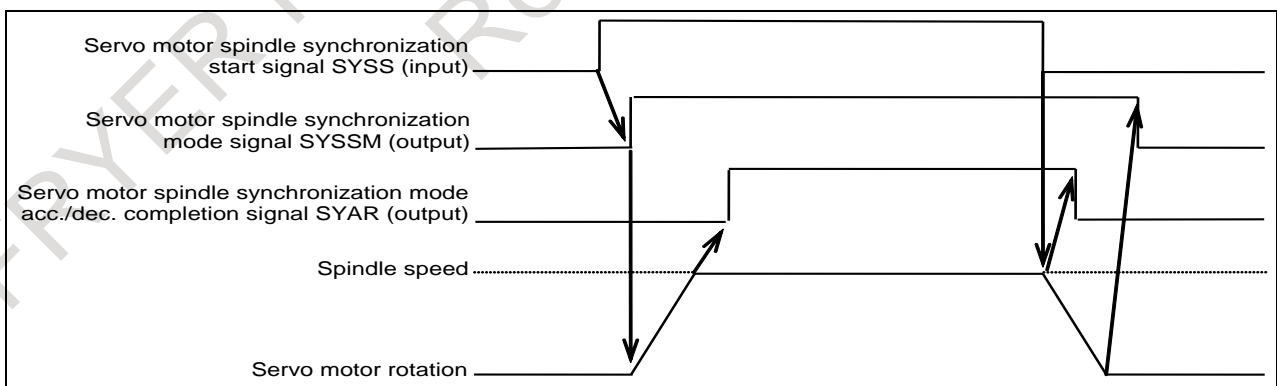 Servo motor spindle synchronization
start signal SYSS (input)
Servo motor spindle synchronization
mode signal SYSSM (output)
Servo motor spindle synchronization mode
acc./dec. completion signal SYAR (output)
Spindle speed
Servo motor rotation
FRYER